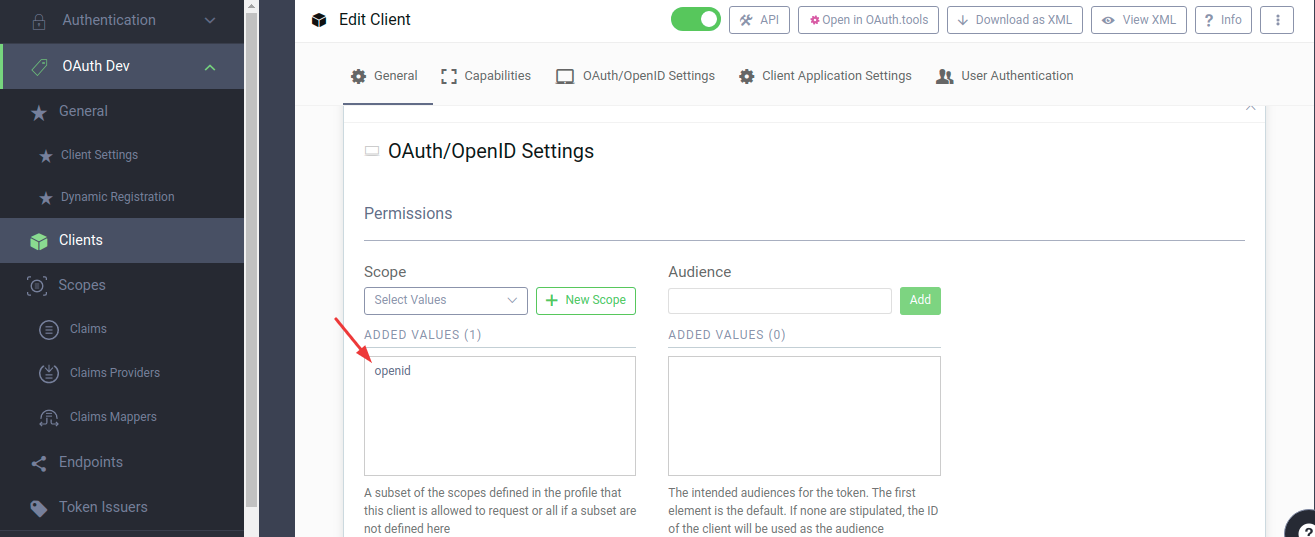 Authentication
OAuth Dev
General
Client Settings
Dynamic Registration
Clients
Scopes
Claims
Claims Providers
Claims Mappers
Endpoints
Token Issuers
Edit Client
API
Open in OAuth.tools
Download as XML
View XML
? Info
General
Capabilities
OAuth/OpenID Settings
Client Application Settings
User Authentication
OAuth/OpenID Settings
Permissions
Scope
Select Values
+ New Scope
ADDED VALUES (1)
openid
A subset of the scopes defined in the profile that
this client is allowed to request or all if a subset are
not defined here
Audience
Add
ADDED VALUES (0)
The intended audiences for the token. The first
element is the default. If none are stipulated, the ID
of the client will be used as the audience
?